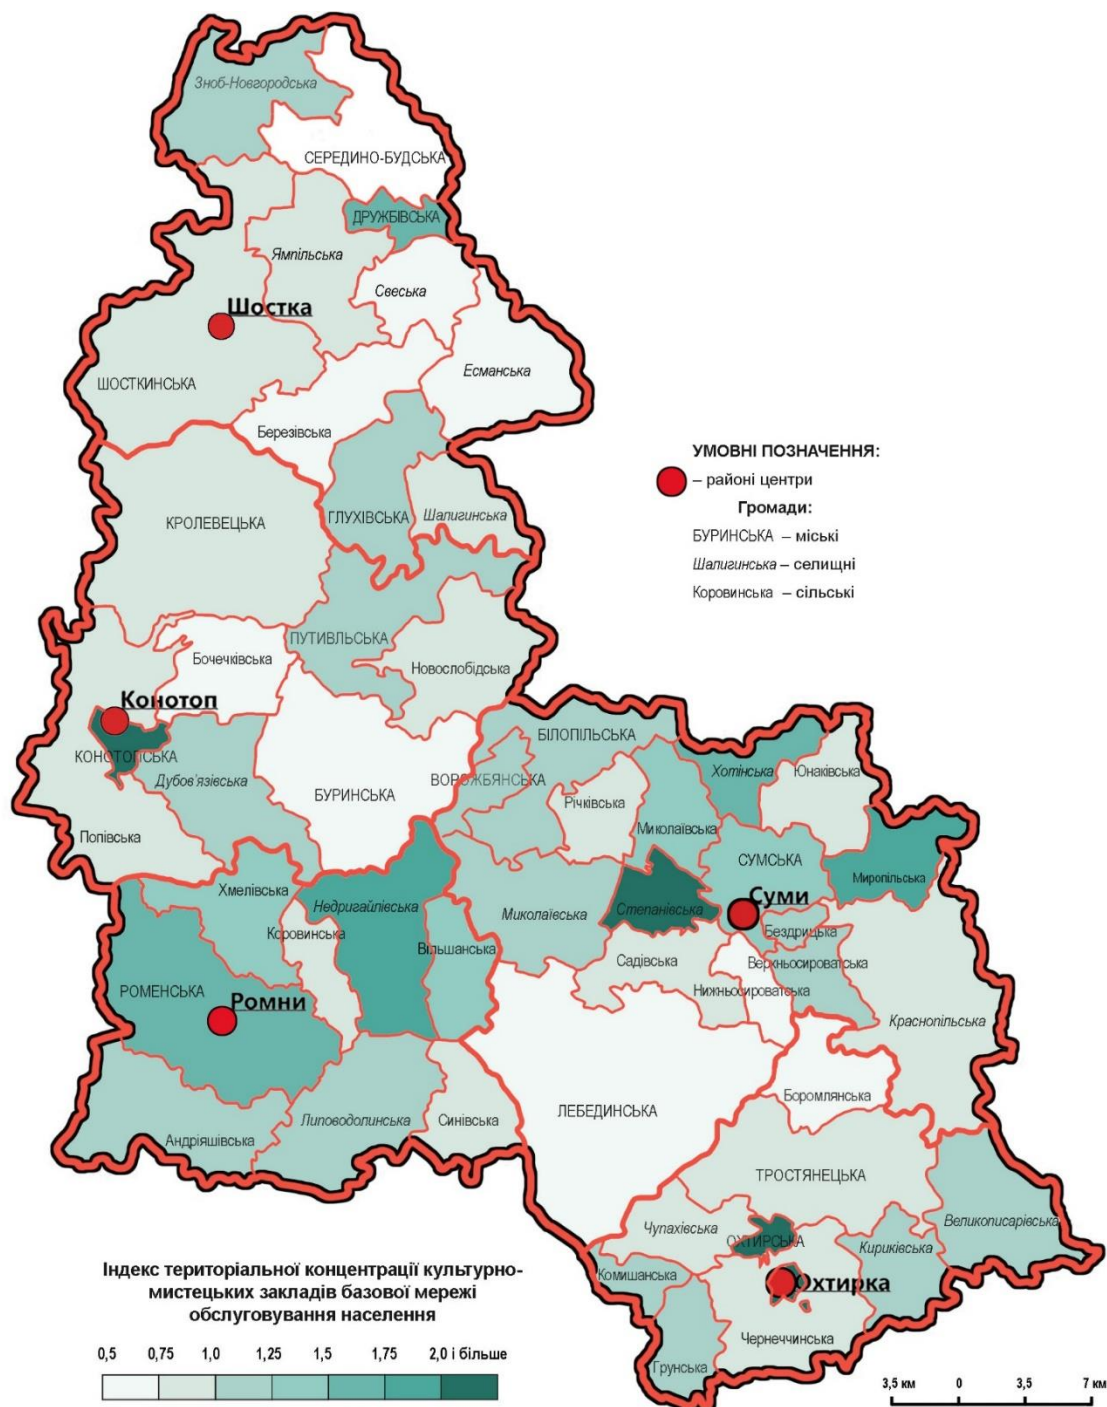 Зноб-Новгородська
СЕРЕДИНО-БУДСЬКА
ДРУЖБІВСЬКА
Ямпільська
Свеська
Шостка
Есманська
ШОСТКИНСЬКА
Березівська
УМОВНІ ПОЗНАЧЕННЯ:
– районі центри
Громади:
БУРИНСЬКА – міські
Шалигинська – селищні
Коровинська – сільські
КРОЛЕВЕЦЬКА
ГЛУХІВСЬКА
Шалигинська
ПУТИВЛЬСЬКА
Бочечківська
Новослобідська
Конотоп
КОНОТОПСЬКА
Дубов'язівська
БУРИНСЬКА
Попівська
БІЛОПІЛЬСЬКА
ВОРОЖБЯНСЬКА
Річківська
Хотінська
Юнаківська
Миколаївська
СУМСЬКА
Миропільська
Хмелівська
Недригайлівська
Коровинська
Вільшанська
Миколаївська
Степанівська
Суми
Бездрицька
Садівська
Верхньосироватська
Нижньосироватська
РОМЕНСЬКА
Ромни
Краснопільська
Боромлянська
ЛЕБЕДИНСЬКА
Андріяшівська
Липоводолинська
Синівська
ТРОСТЯНЕЦЬКА
Чупахівська
ОХТИРСЬКА
Кириківська
Великописарівська
Комишанська
Охтирка
Чернеччинська
Грунська
Індекс територіальної концентрації культурно-
мистецьких закладів базової мережі
обслуговування населення
0,5 0,75 1,0 1,25 1,5 1,75 2,0 і більше
3,5 км 0 3,5 7 км